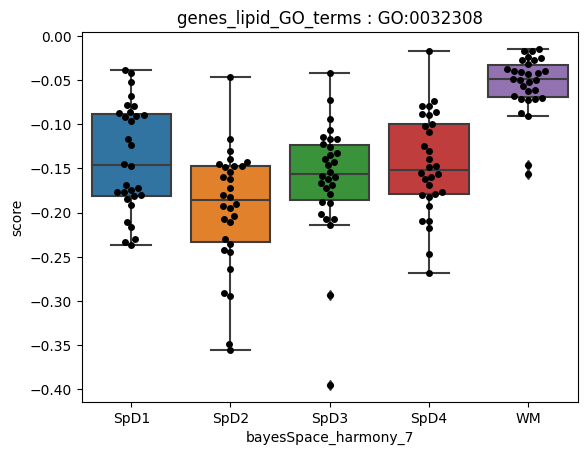 genes_lipid_GO_terms : GO:0032308
0.00
−0.05
−0.10
−0.15
−0.20
−0.25
−0.30
−0.35
−0.40
score
SpD1 SpD2 SpD3 SpD4 WM
bayesSpace_harmony_7